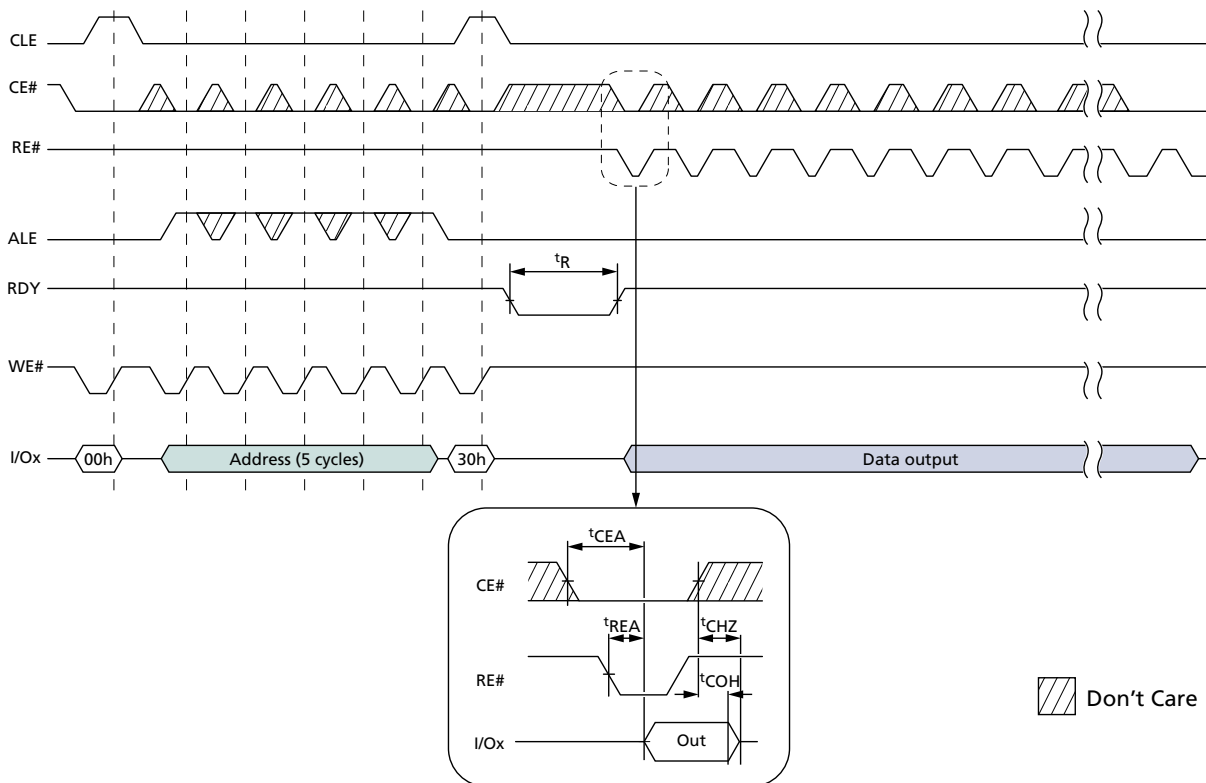 CLE
CE#
RE#
ALE
tR
RDY
WE#
I/Ox
00h
Address (5 cycles)
30h
Data output
tCEA
CE#
tREA
tCHZ
RE#
tCOH
I/Ox
Out
Don't Care